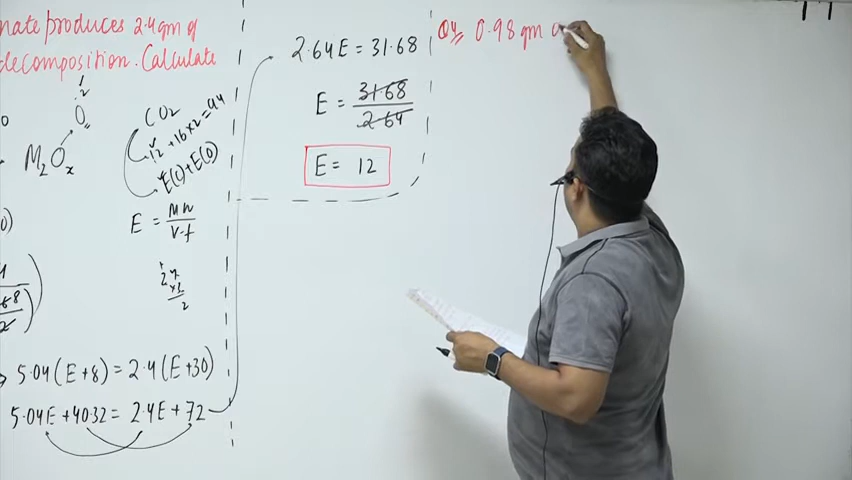 nate produces 2.4 gm of
decomposition. Calculate
O
M₂Oₓ
CO₂
12 + 16 × 2 = 44
E(C) + E(O)
E = Mw / v.f
5.04(E+8) = 2.4(E+30)
5.04E + 40.32 = 2.4E + 72
2.64E = 31.68
E = 31.68 / 2.64
E = 12
0.98 gm